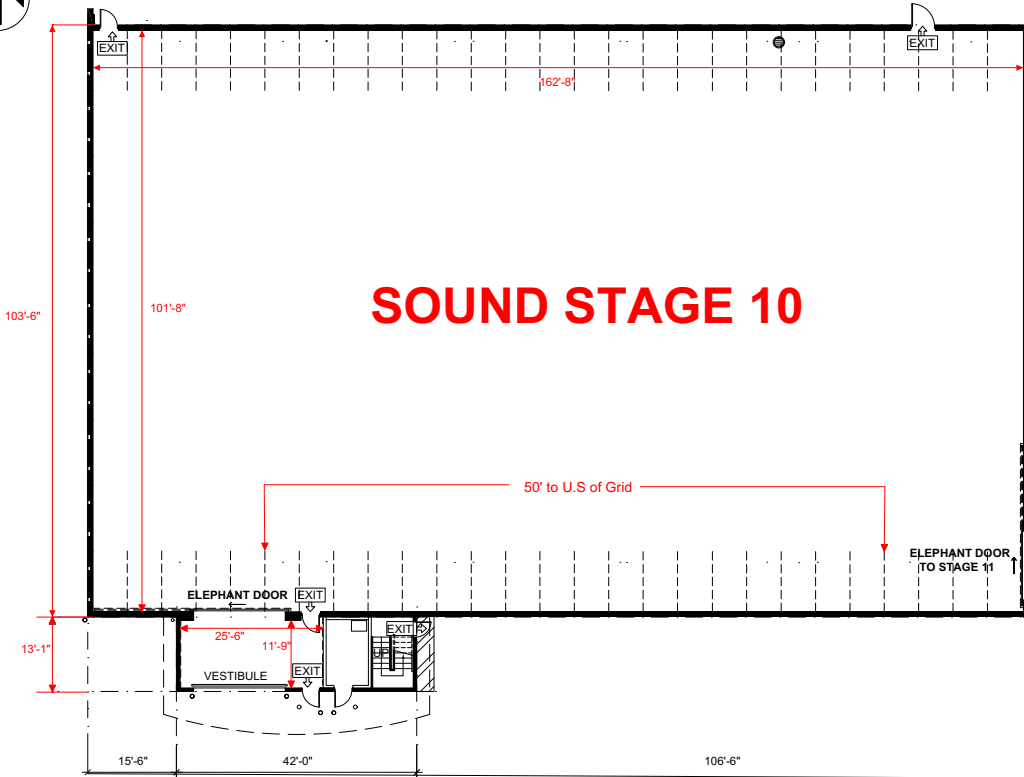 EXIT
EXIT
162'-8"
SOUND STAGE 10
103'-6"
101'-8"
50' to U.S of Grid
ELEPHANT DOOR
TO STAGE 11
ELEPHANT DOOR
EXIT
25'-6"
11'-9"
EXIT
UP
13'-1"
VESTIBULE
EXIT
15'-6"
42'-0"
106'-6"